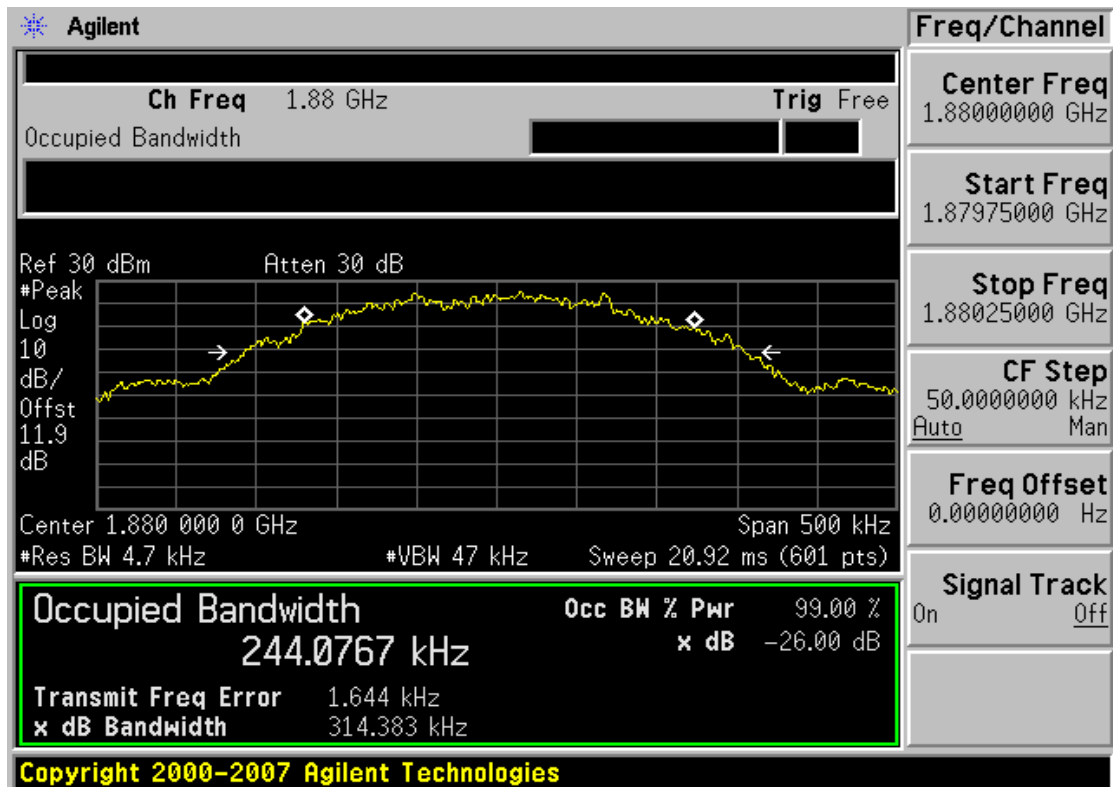 Agilent
Freq/Channel
Ch Freq 1.88 GHz Trig Free
Occupied Bandwidth
Center Freq
1.88000000 GHz
Start Freq
1.87975000 GHz
Stop Freq
1.88025000 GHz
CF Step
50.0000000 kHz
Auto Man
Freq Offset
0.00000000 Hz
Signal Track
On Off
Ref 30 dBm Atten 30 dB
#Peak
Log
10
dB/
Offst
11.9
dB
Center 1.880 000 0 GHz Span 500 kHz
#Res BW 4.7 kHz #VBW 47 kHz Sweep 20.92 ms (601 pts)
Occupied Bandwidth
244.0767 kHz
Occ BW % Pwr 99.00 %
x dB -26.00 dB
Transmit Freq Error 1.644 kHz
x dB Bandwidth 314.383 kHz
Copyright 2000-2007 Agilent Technologies